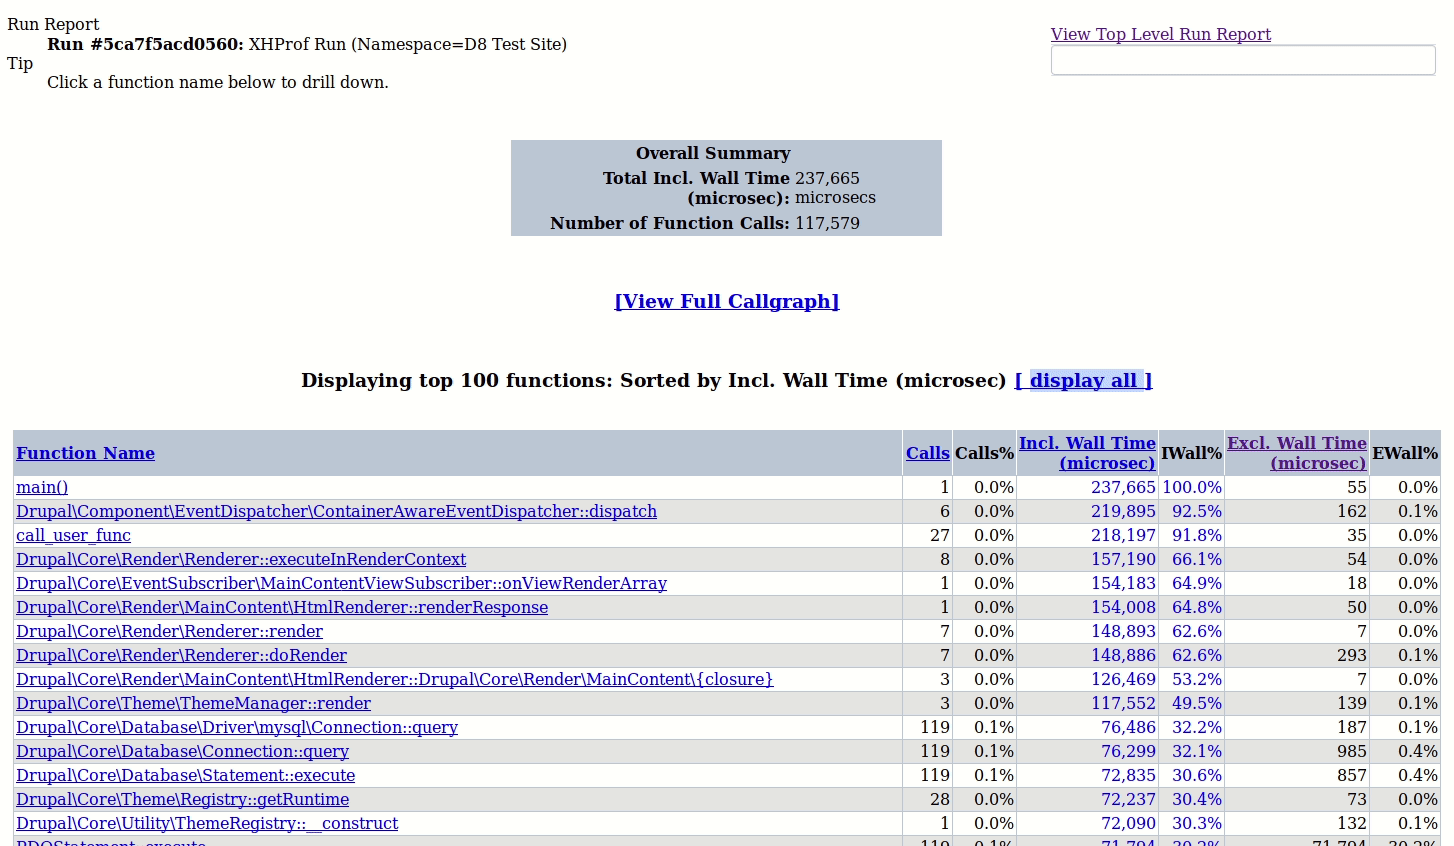 Run Report
Run #5ca7f5acd0560: XHProf Run (Namespace=D8 Test Site)
Tip
Click a function name below to drill down.
View Top Level Run Report
Overall Summary
Total Incl. Wall Time (microsec): 237,665 microsecs
Number of Function Calls: 117,579
[View Full Callgraph]
Displaying top 100 functions: Sorted by Incl. Wall Time (microsec) [ display all ]
Function Name Calls Calls% Incl. Wall Time (microsec) IWall% Excl. Wall Time (microsec) EWall%
main() 1 0.0% 237,665 100.0% 55 0.0%
Drupal\Component\EventDispatcher\ContainerAwareEventDispatcher::dispatch 6 0.0% 219,895 92.5% 162 0.1%
call_user_func 27 0.0% 218,197 91.8% 35 0.0%
Drupal\Core\Render\Renderer::executeInRenderContext 8 0.0% 157,190 66.1% 54 0.0%
Drupal\Core\EventSubscriber\MainContentViewSubscriber::onViewRenderArray 1 0.0% 154,183 64.9% 18 0.0%
Drupal\Core\Render\MainContent\HtmlRenderer::renderResponse 1 0.0% 154,008 64.8% 50 0.0%
Drupal\Core\Render\Renderer::render 7 0.0% 148,893 62.6% 7 0.0%
Drupal\Core\Render\Renderer::doRender 7 0.0% 148,886 62.6% 293 0.1%
Drupal\Core\Render\MainContent\HtmlRenderer::Drupal\Core\Render\MainContent\{closure} 3 0.0% 126,469 53.2% 7 0.0%
Drupal\Core\Theme\ThemeManager::render 3 0.0% 117,552 49.5% 139 0.1%
Drupal\Core\Database\Driver\mysql\Connection::query 119 0.1% 76,486 32.2% 187 0.1%
Drupal\Core\Database\Connection::query 119 0.1% 76,299 32.1% 985 0.4%
Drupal\Core\Database\Statement::execute 119 0.1% 72,835 30.6% 857 0.4%
Drupal\Core\Theme\Registry::getRuntime 28 0.0% 72,237 30.4% 73 0.0%
Drupal\Core\Utility\ThemeRegistry::__construct 1 0.0% 72,090 30.3% 132 0.1%
PDOStatement::execute 119 0.1% 71,794 30.2% 71,794 30.2%